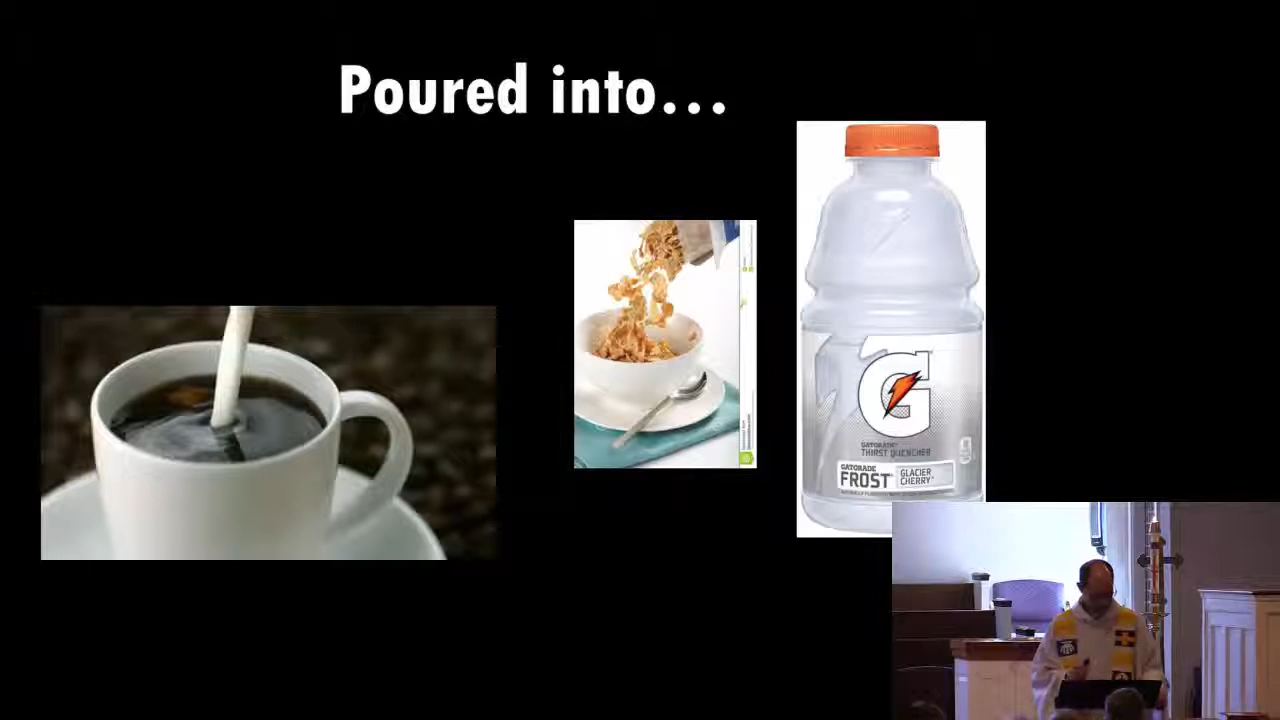 Poured into...
G
GATORADE
THIRST QUENCHER
GATORADE
FROST
GLACIER
CHERRY